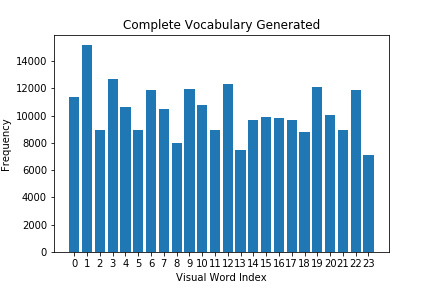 Complete Vocabulary Generated
14000
12000
10000
8000
6000
4000
2000
0
Frequency
0 1 2 3 4 5 6 7 8 9 10 11 12 13 14 15 16 17 18 19 20 21 22 23
Visual Word Index